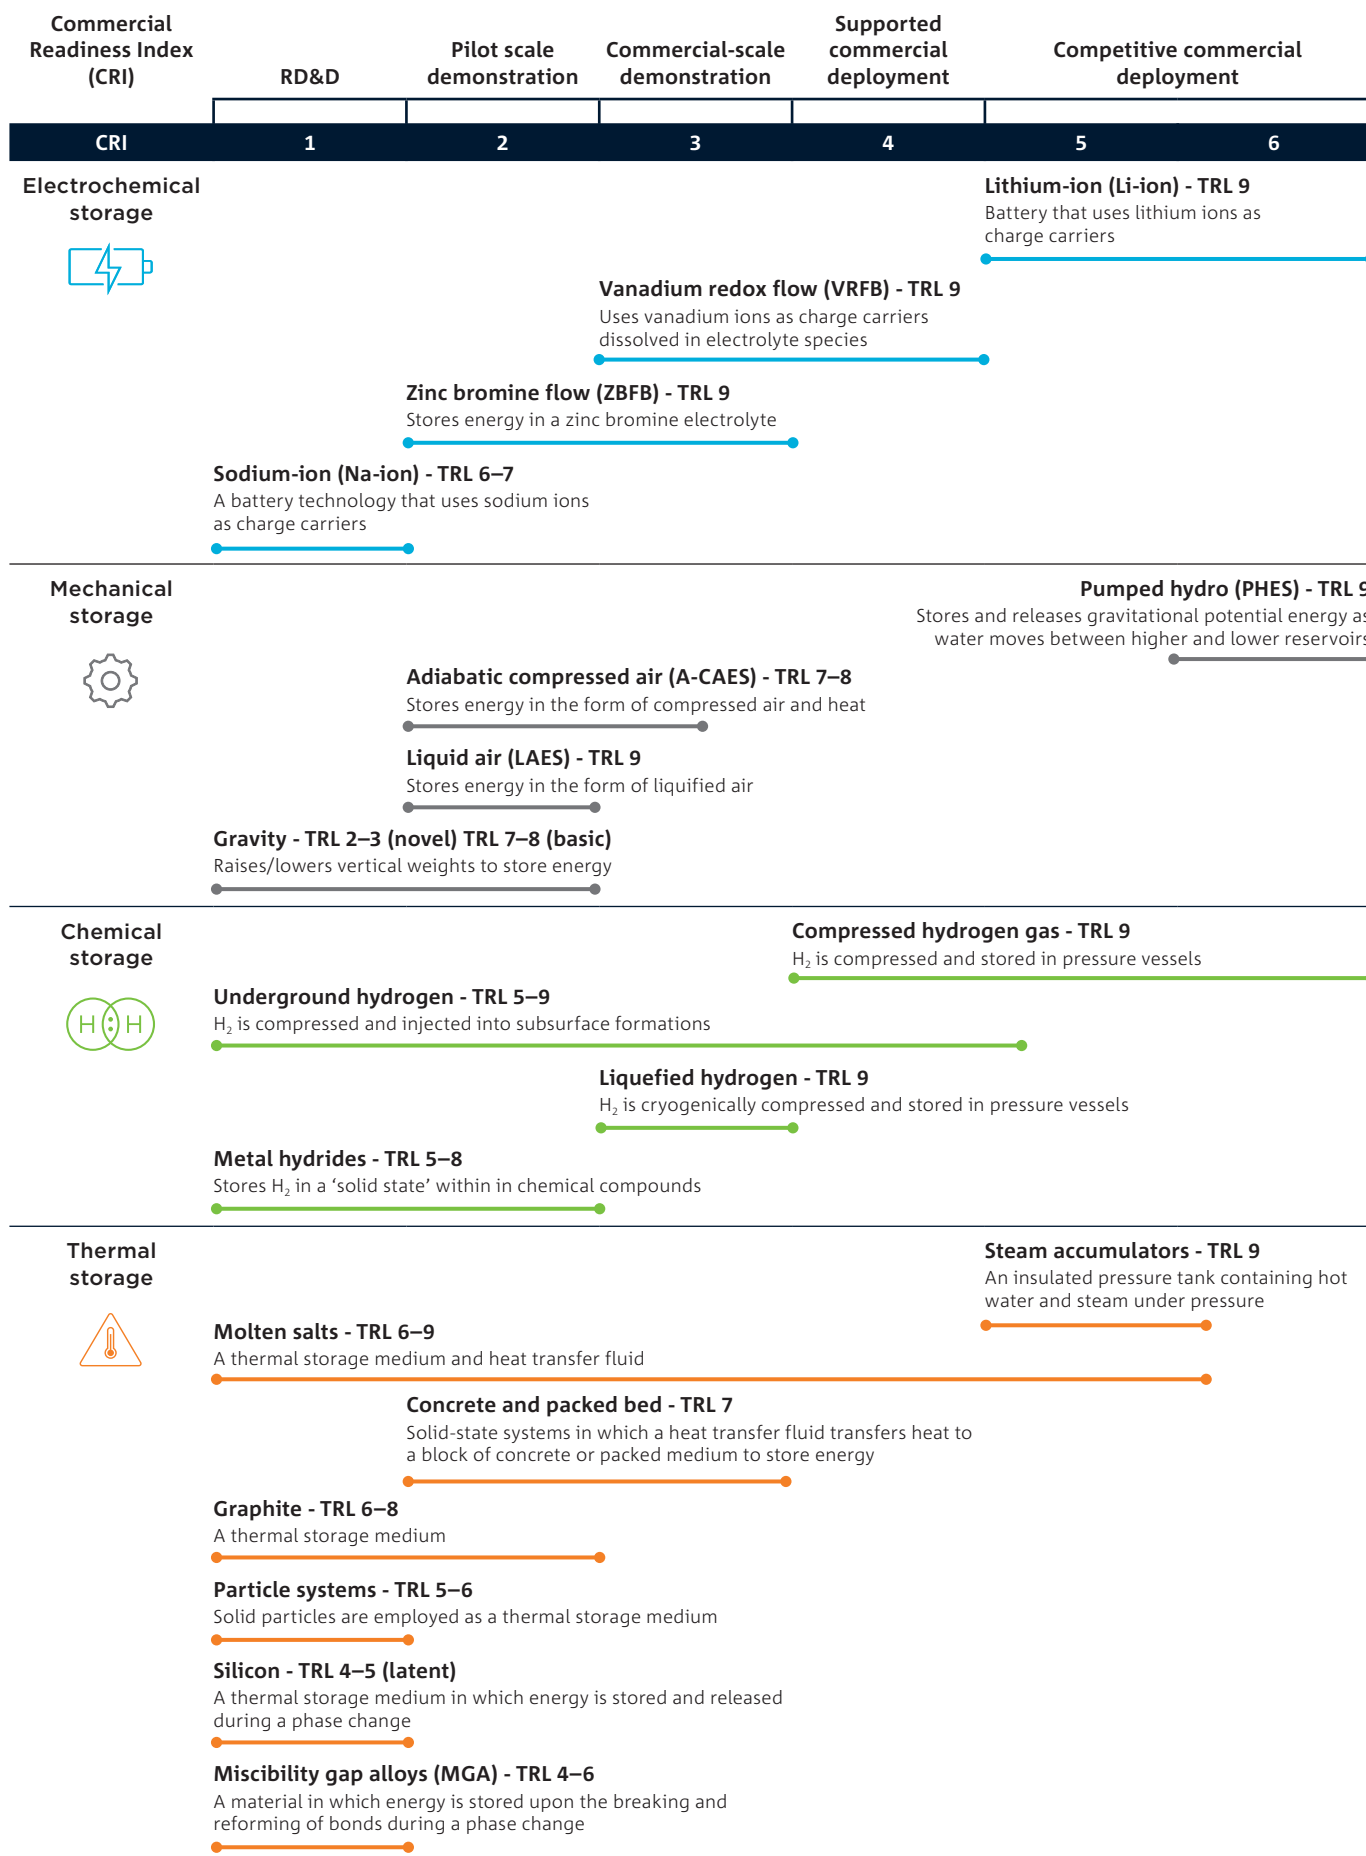 Commercial
Readiness Index
(CRI)
RD&D
Pilot scale
demonstration
Commercial-scale
demonstration
Supported
commercial
deployment
Competitive commercial
deployment
CRI 1 2 3 4 5 6
Electrochemical
storage
Lithium-ion (Li-ion) - TRL 9
Battery that uses lithium ions as
charge carriers
Vanadium redox flow (VRFB) - TRL 9
Uses vanadium ions as charge carriers
dissolved in electrolyte species
Zinc bromine flow (ZBFB) - TRL 9
Stores energy in a zinc bromine electrolyte
Sodium-ion (Na-ion) - TRL 6–7
A battery technology that uses sodium ions
as charge carriers
Mechanical
storage
Pumped hydro (PHES) - TRL 9
Stores and releases gravitational potential energy as
water moves between higher and lower reservoirs
Adiabatic compressed air (A-CAES) - TRL 7–8
Stores energy in the form of compressed air and heat
Liquid air (LAES) - TRL 9
Stores energy in the form of liquified air
Gravity - TRL 2–3 (novel) TRL 7–8 (basic)
Raises/lowers vertical weights to store energy
Chemical
storage
H H
Compressed hydrogen gas - TRL 9
H₂ is compressed and stored in pressure vessels
Underground hydrogen - TRL 5–9
H₂ is compressed and injected into subsurface formations
Liquefied hydrogen - TRL 9
H₂ is cryogenically compressed and stored in pressure vessels
Metal hydrides - TRL 5–8
Stores H₂ in a ‘solid state’ within in chemical compounds
Thermal
storage
Steam accumulators - TRL 9
An insulated pressure tank containing hot
water and steam under pressure
Molten salts - TRL 6–9
A thermal storage medium and heat transfer fluid
Concrete and packed bed - TRL 7
Solid-state systems in which a heat transfer fluid transfers heat to
a block of concrete or packed medium to store energy
Graphite - TRL 6–8
A thermal storage medium
Particle systems - TRL 5–6
Solid particles are employed as a thermal storage medium
Silicon - TRL 4–5 (latent)
A thermal storage medium in which energy is stored and released
during a phase change
Miscibility gap alloys (MGA) - TRL 4–6
A material in which energy is stored upon the breaking and
reforming of bonds during a phase change